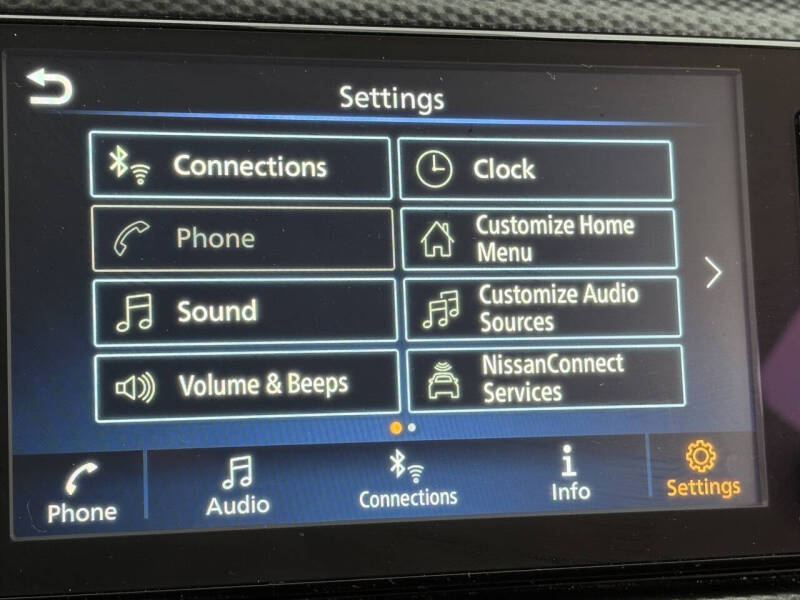 Settings
Connections
Clock
Phone
Customize Home
Menu
Sound
Customize Audio
Sources
Volume & Beeps
NissanConnect
Services
Phone
Audio
Connections
Info
Settings